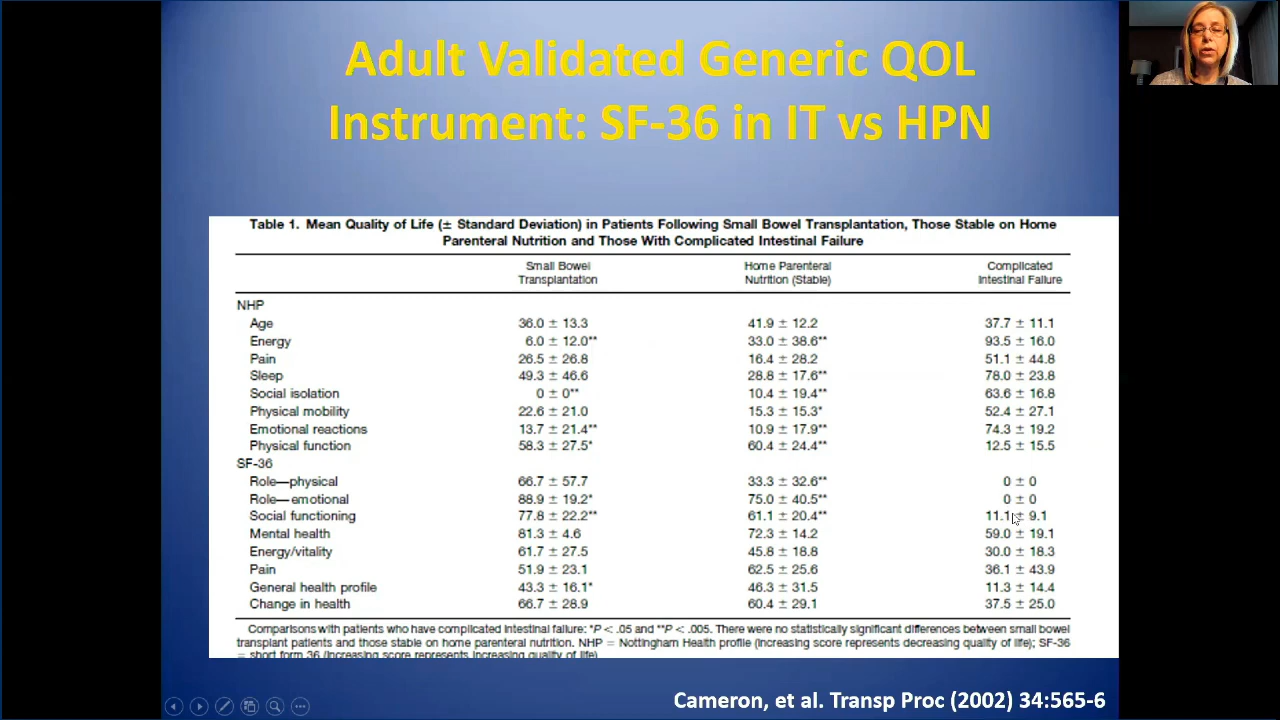 Adult Validated Generic QOL
Instrument: SF-36 in IT vs HPN
Table 1. Mean Quality of Life (± Standard Deviation) in Patients Following Small Bowel Transplantation, Those Stable on Home
Parenteral Nutrition and Those With Complicated Intestinal Failure
Small Bowel Transplantation
Home Parenteral Nutrition (Stable)
Complicated Intestinal Failure
NHP
Age 36.0 ± 13.3 41.9 ± 12.2 37.7 ± 11.1
Energy 6.0 ± 12.0** 33.0 ± 38.6** 93.5 ± 16.0
Pain 26.5 ± 26.8 16.4 ± 28.2 51.1 ± 44.8
Sleep 49.3 ± 46.6 28.8 ± 17.6** 78.0 ± 23.8
Social isolation 0 ± 0** 10.4 ± 19.4** 63.6 ± 16.8
Physical mobility 22.6 ± 21.0 15.3 ± 15.3* 52.4 ± 27.1
Emotional reactions 13.7 ± 21.4** 10.9 ± 17.9** 74.3 ± 19.2
Physical function 58.3 ± 27.5* 60.4 ± 24.4** 12.5 ± 15.5
SF-36
Role—physical 66.7 ± 57.7 33.3 ± 32.6** 0 ± 0
Role—emotional 88.9 ± 19.2* 75.0 ± 40.5** 0 ± 0
Social functioning 77.8 ± 22.2** 61.1 ± 20.4** 11.1 ± 9.1
Mental health 81.3 ± 4.6 72.3 ± 14.2 59.0 ± 19.1
Energy/vitality 61.7 ± 27.5 45.8 ± 18.8 30.0 ± 18.3
Pain 51.9 ± 23.1 62.5 ± 25.6 36.1 ± 43.9
General health profile 43.3 ± 16.1* 46.3 ± 31.5 11.3 ± 14.4
Change in health 66.7 ± 28.9 60.4 ± 29.1 37.5 ± 25.0
Comparisons with patients who have complicated intestinal failure: *P < .05 and **P < .005. There were no statistically significant differences between small bowel
transplant patients and those stable on home parenteral nutrition. NHP = Nottingham Health profile (increasing score represents decreasing quality of life); SF-36
= short form 36 (increasing score represents increasing quality of life)
Cameron, et al. Transp Proc (2002) 34:565-6